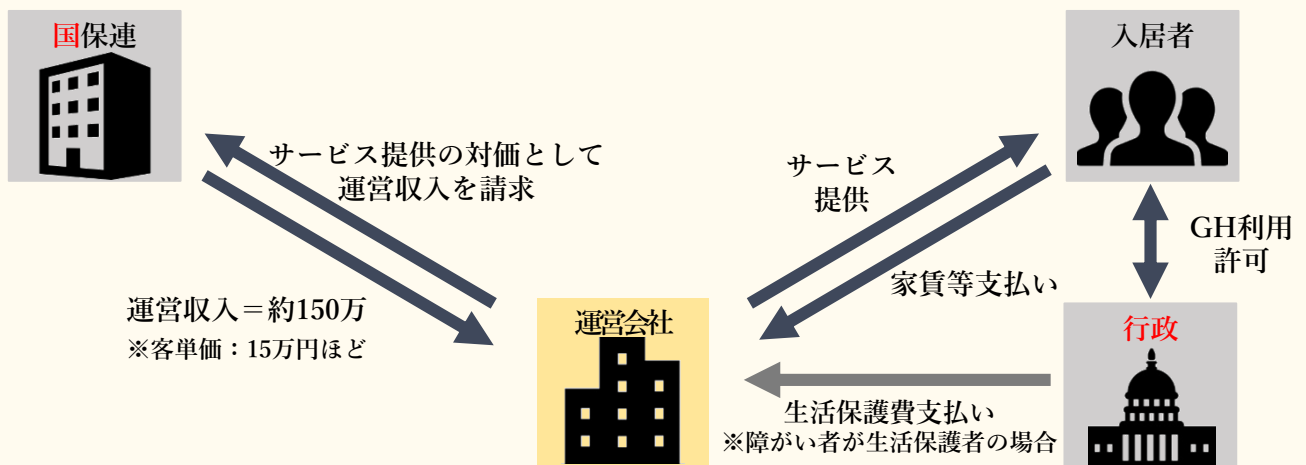 国保連
サービス提供の対価として
運営収入を請求
運営収入＝約150万
※客単価：15万円ほど
運営会社
入居者
サービス
提供
家賃等支払い
GH利用
許可
行政
生活保護費支払い
※障がい者が生活保護者の場合